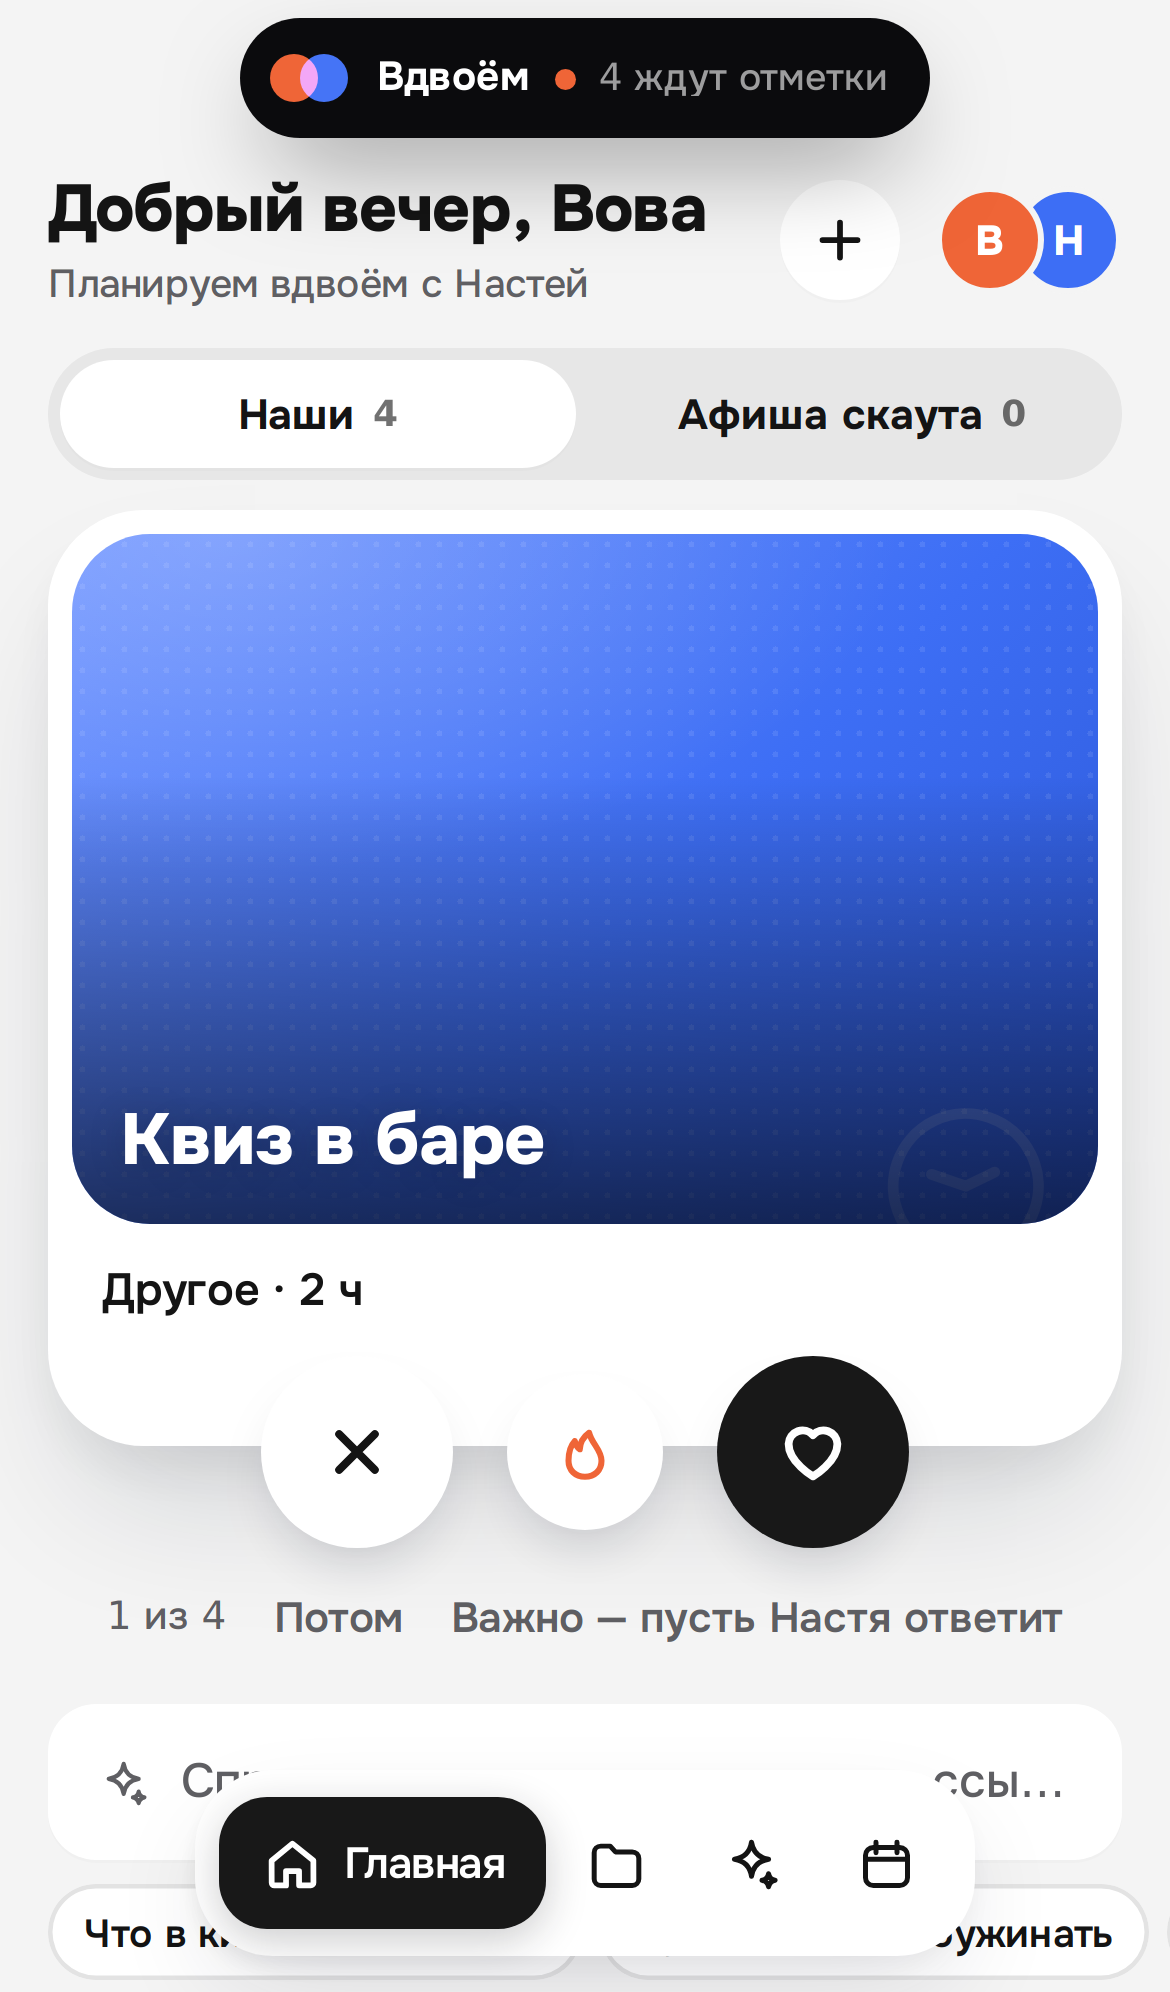 Вдвоём 4 ждут отметки
Добрый вечер, Вова
Планируем вдвоём с Настей
В Н
Наши 4 Афиша скаута 0
Квиз в баре
Другое · 2 ч
1 из 4 Потом Важно — пусть Настя ответит
Главная
Что в